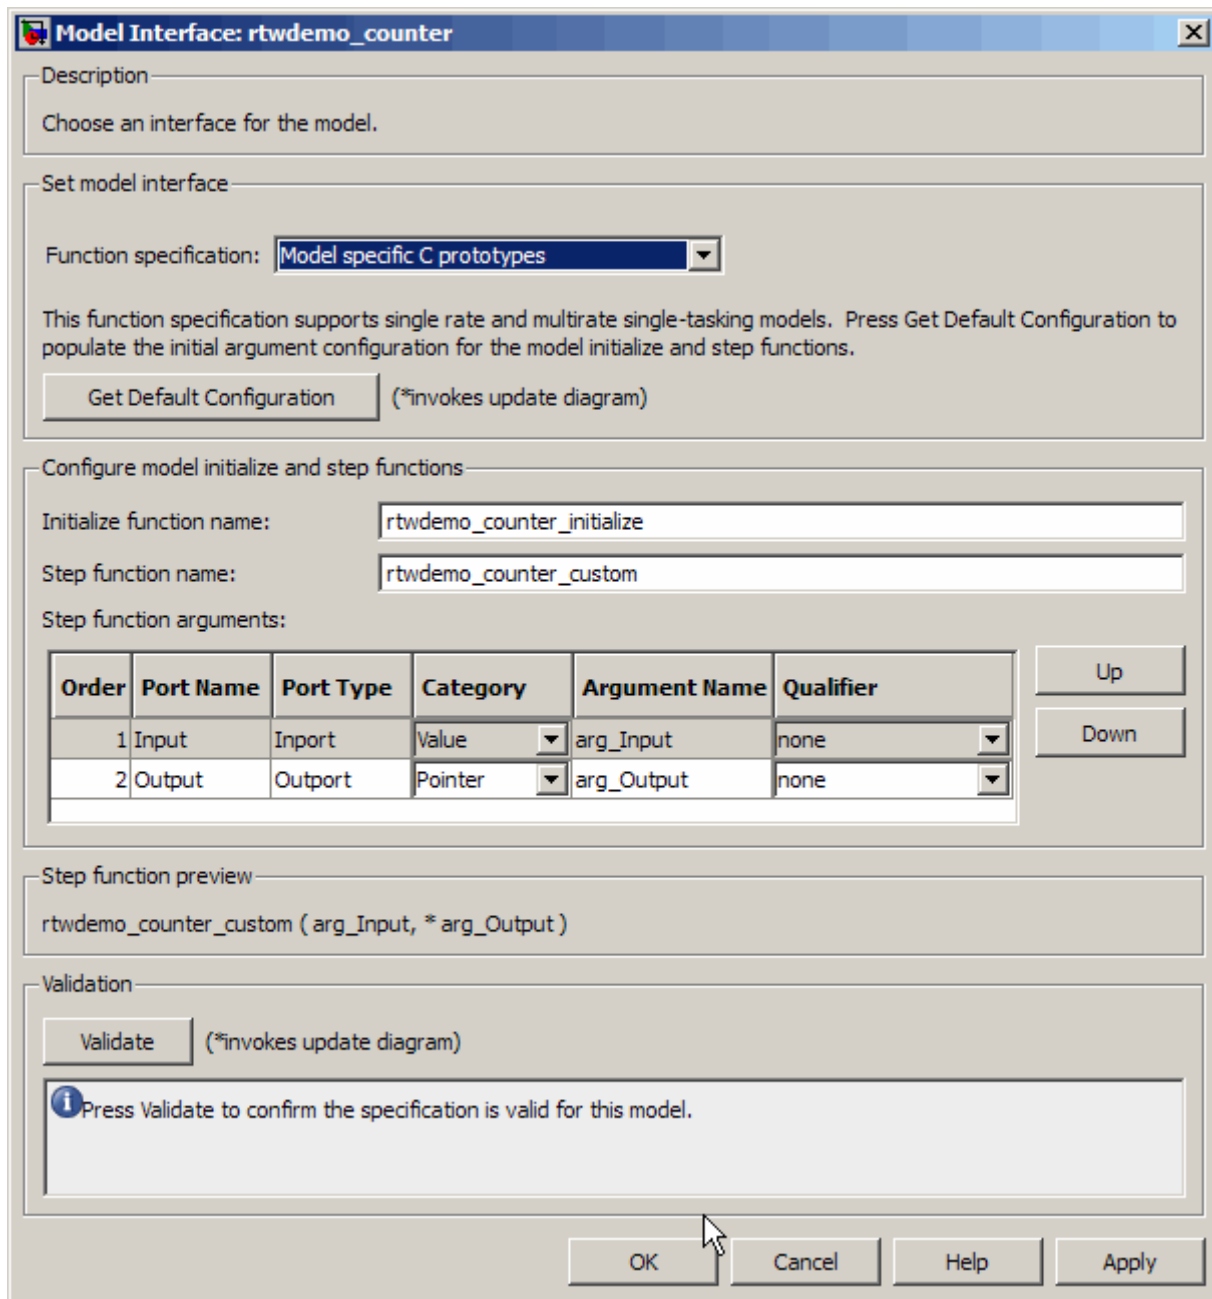 Model Interface: rtwdemo_counter
Description
Choose an interface for the model.
Set model interface
Function specification: Model specific C prototypes
This function specification supports single rate and multirate single-tasking models.  Press Get Default Configuration to
populate the initial argument configuration for the model initialize and step functions.
Get Default Configuration (*invokes update diagram)
Configure model initialize and step functions
Initialize function name: rtwdemo_counter_initialize
Step function name: rtwdemo_counter_custom
Step function arguments:
Order Port Name Port Type Category Argument Name Qualifier
1 Input Inport Value arg_Input none
2 Output Outport Pointer arg_Output none
Up
Down
Step function preview
rtwdemo_counter_custom ( arg_Input, * arg_Output )
Validation
Validate (*invokes update diagram)
Press Validate to confirm the specification is valid for this model.
OK Cancel Help Apply